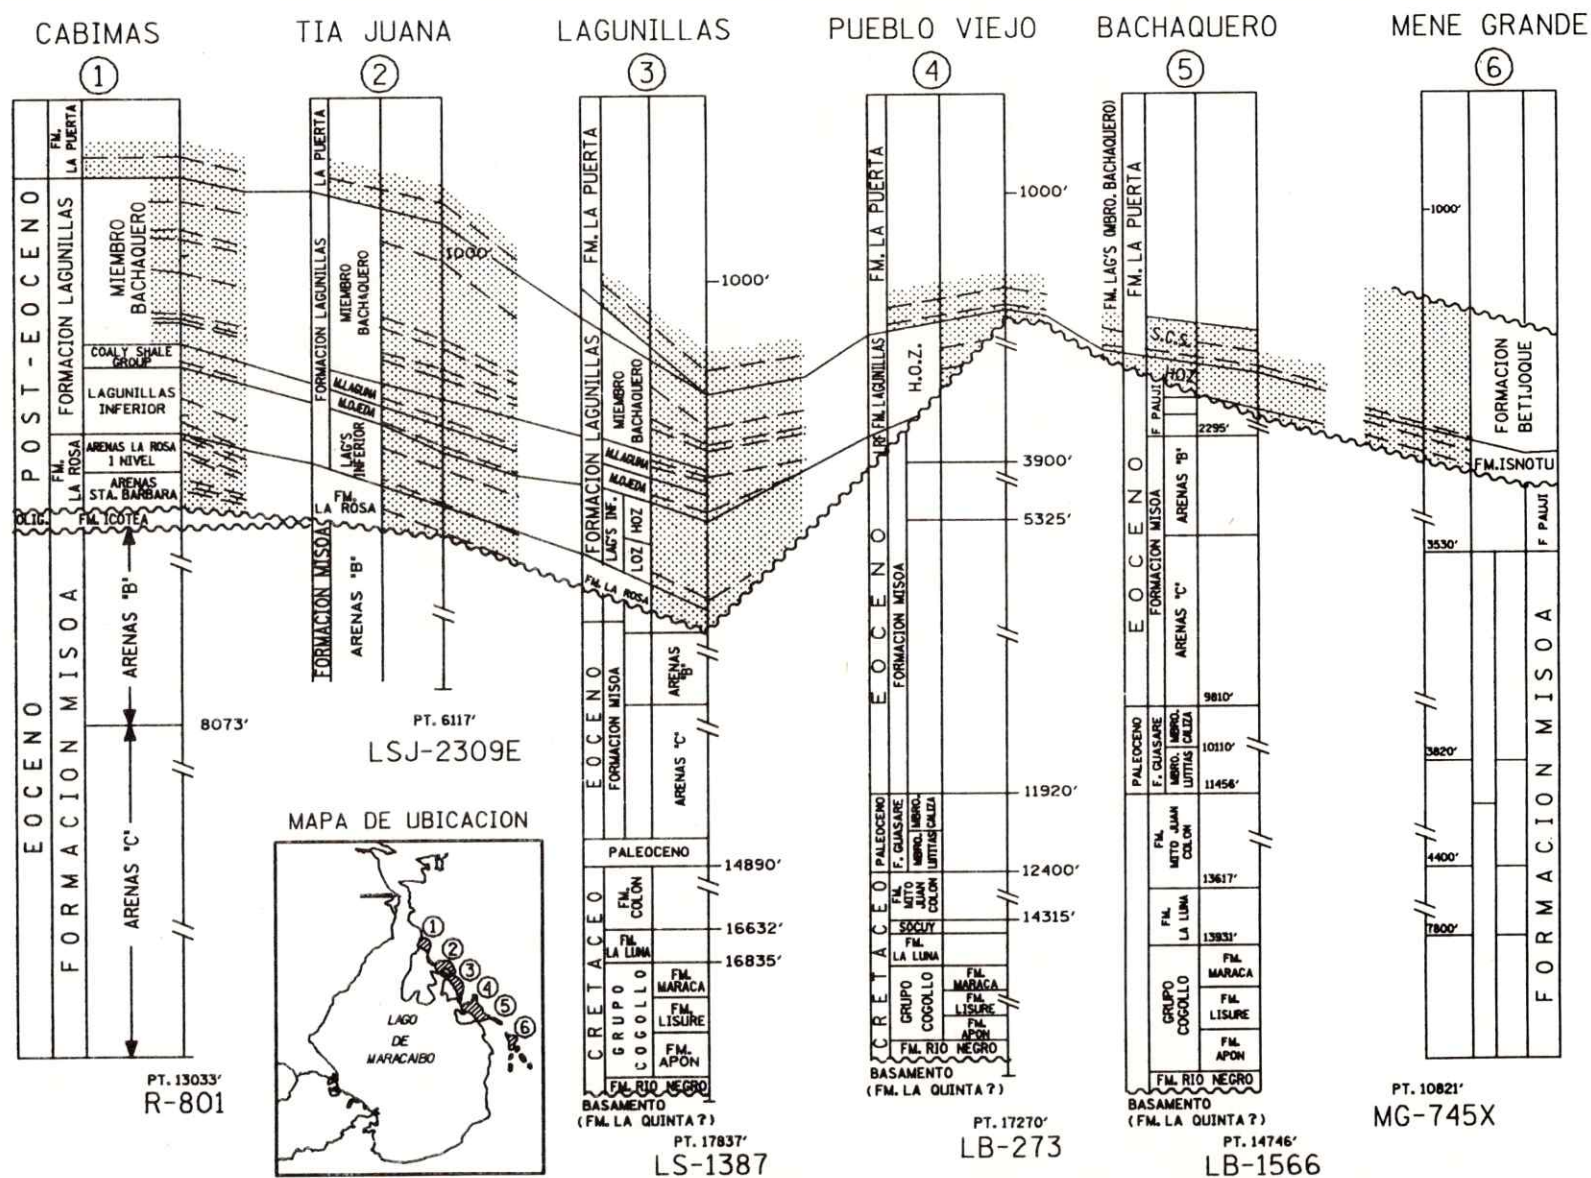 CABIMAS
TIA JUANA
LAGUNILLAS
PUEBLO VIEJO
BACHAQUERO
MENE GRANDE
1
2
3
4
5
6
POST-EOCENO
OLIG.
EOCENO
FM. LA PUERTA
FORMACION LAGUNILLAS
FM. LA ROSA
FM. ICOTEA
FORMACION MISOA
MIEMBRO
BACHAQUERO
COALY SHALE
GROUP
LAGUNILLAS
INFERIOR
ARENAS LA ROSA
I NIVEL
ARENAS
STA. BARBARA
ARENAS "B"
8073'
ARENAS "C"
PT. 13033'
R-801
LA PUERTA
FORMACION LAGUNILLAS
MIEMBRO
BACHAQUERO
1000'
M.LAGUNA
M.OJEDA
LAG'S
INFERIOR
FM.
LA ROSA
FORMACION MISOA
ARENAS "B"
PT. 6117'
LSJ-2309E
FM. LA PUERTA
1000'
FORMACION LAGUNILLAS
MIEMBRO
BACHAQUERO
M.LAGUNA
M.OJEDA
LAG'S INF.
LOZ
HOZ
FM. LA ROSA
EOCENO
FORMACION MISOA
ARENAS
"B"
ARENAS "C"
PALEOCENO
14890'
CRETACEO
FM.
COLON
16632'
FM.
LA LUNA
16835'
GRUPO
COGOLLO
FM.
MARACA
FM.
LISURE
FM.
APON
FM. RIO NEGRO
BASAMENTO
(FM. LA QUINTA?)
PT. 17837'
LS-1387
FM. LA PUERTA
1000'
FM. LAGUNILLAS
LRF
H.O.Z.
3900'
5325'
EOCENO
FORMACION MISOA
11920'
PALEOCENO
F. GUASARE
MBRO.
LUTITAS
MBRO.
CALIZA
12400'
CRETACEO
FM.
MITO JUAN
COLON
14315'
SOCUY
FM.
LA LUNA
GRUPO
COGOLLO
FM.
MARACA
FM.
LISURE
FM.
APON
FM. RIO NEGRO
BASAMENTO
(FM. LA QUINTA?)
PT. 17270'
LB-273
FM. LAG'S (MBRO. BACHAQUERO)
FM. LA PUERTA
S.C.S.
HOZ
F PAUJI
2295'
EOCENO
FORMACION MISOA
ARENAS "B"
ARENAS "C"
9810'
PALEOCENO
F. GUASARE
MBRO.
LUTITAS
MBRO.
CALIZA
10110'
11456'
FM.
MITO JUAN
COLON
13617'
FM.
LA LUNA
13931'
GRUPO
COGOLLO
FM.
MARACA
FM.
LISURE
FM.
APON
FM. RIO NEGRO
BASAMENTO
(FM. LA QUINTA?)
PT. 14746'
LB-1566
1000'
FORMACION
BETIJOQUE
FM.ISNOTU
F PAUJI
3530'
3820'
4400'
7800'
FORMACION MISOA
PT. 10821'
MG-745X
MAPA DE UBICACION
1
2
3
4
5
6
LAGO
DE
MARACAIBO